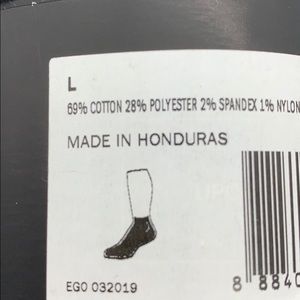 L
69% COTTON 28% POLYESTER 2% SPANDEX 1% NYLON
MADE IN HONDURAS
EGO 032019
8 8840